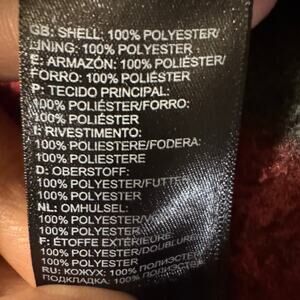 GB: SHELL: 100% POLYESTER/
LINING: 100% POLYESTER
E: ARMAZÓN: 100% POLIÉSTER/
FORRO: 100% POLIÉSTER
P: TECIDO PRINCIPAL:
100% POLIÉSTER/FORRO:
100% POLIÉSTER
I: RIVESTIMENTO:
100% POLIESTERE/FODERA:
100% POLIESTERE
D: OBERSTOFF:
100% POLYESTER/FUTTE
100% POLYESTER
NL: OMHULSEL:
100% POLYESTER/
100% POLYESTER
F: ÉTOFFE EXTÉRIEURE:
100% POLYESTER/DOUBLURE
100% POLYESTER
RU: КОЖУХ: 100% ПОЛИЭСТЕР
ПОДКЛАДКА: 100%